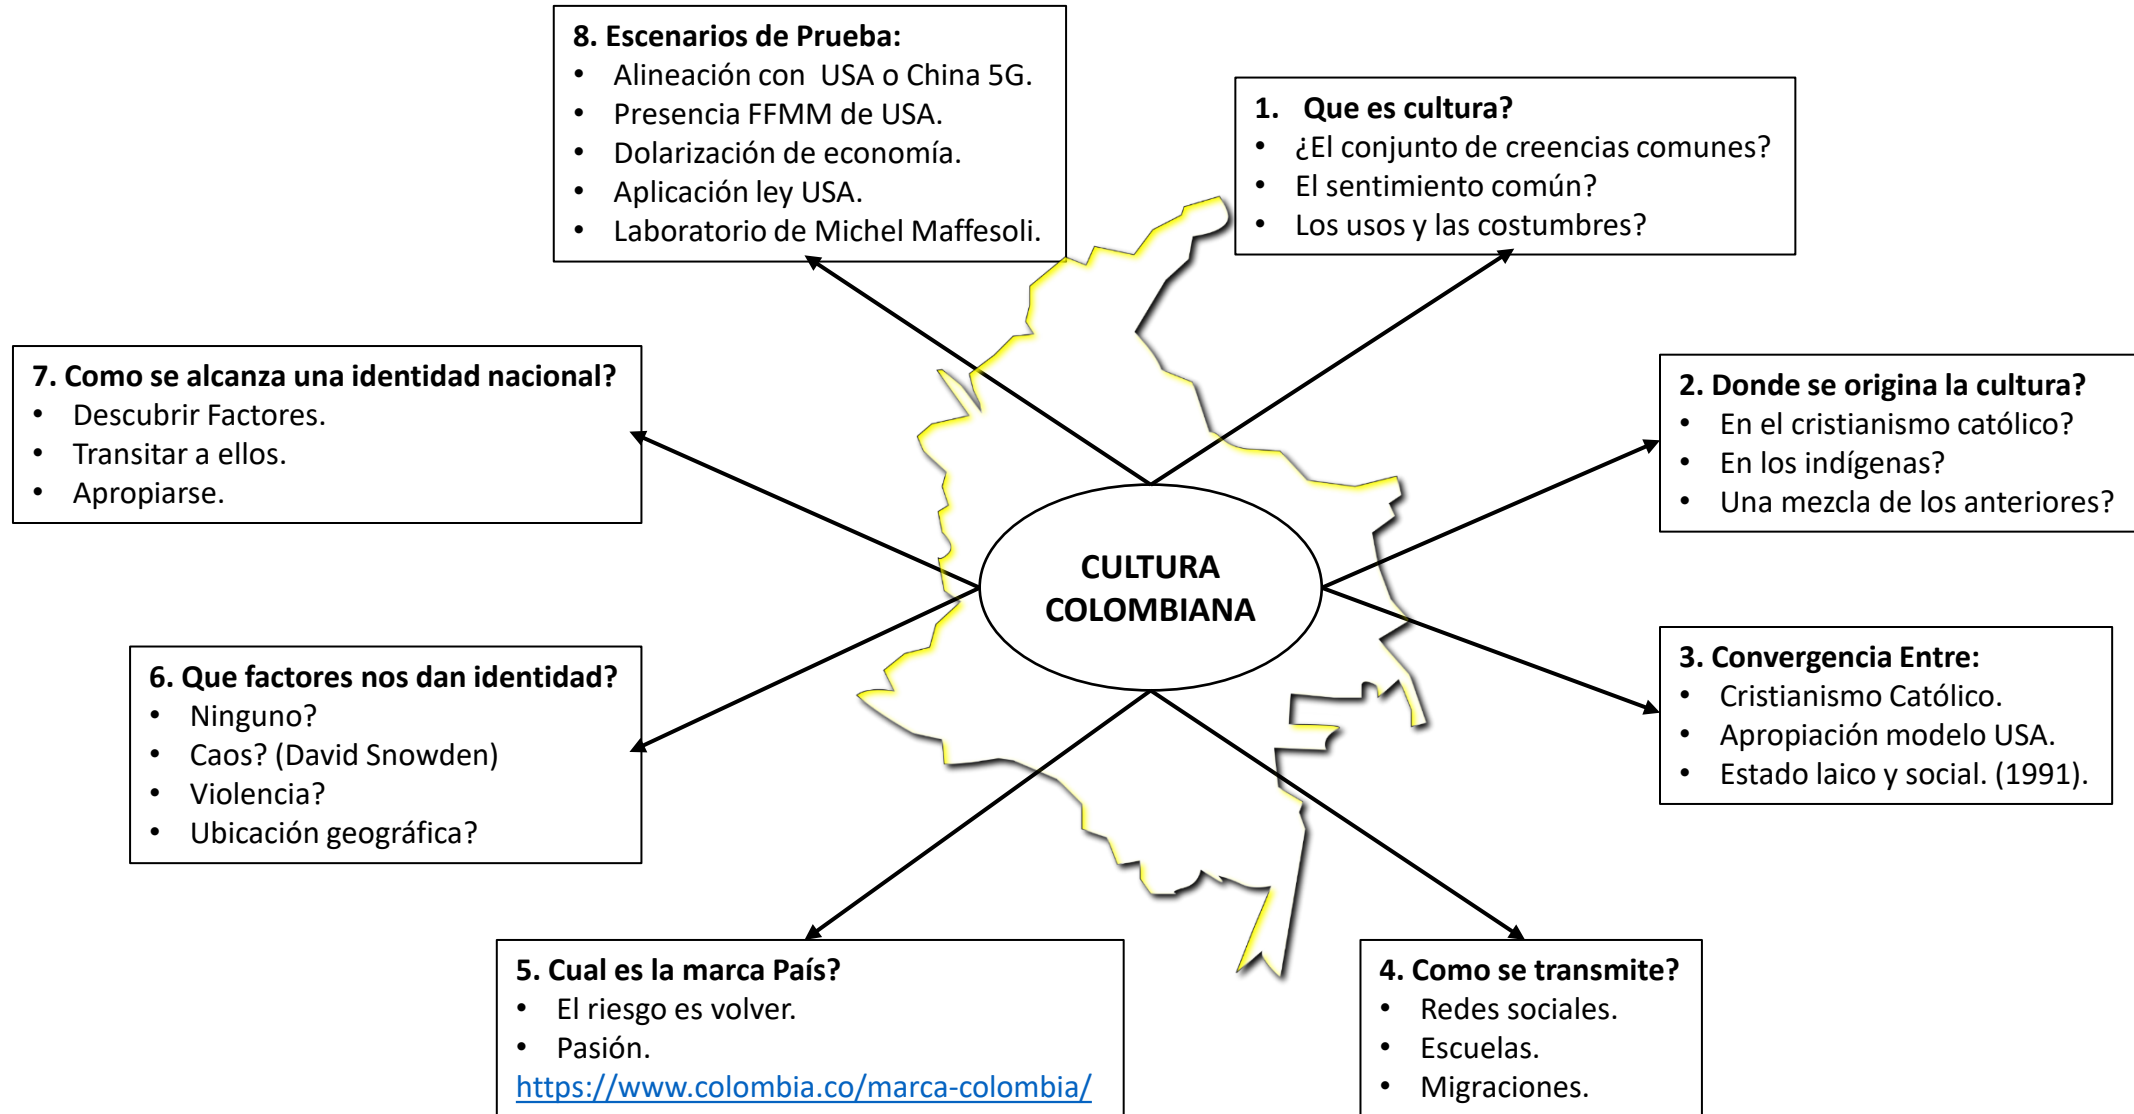 8. Escenarios de Prueba:
• Alineación con USA o China 5G.
• Presencia FFMM de USA.
• Dolarización de economía.
• Aplicación ley USA.
• Laboratorio de Michel Maffesoli.
1. Que es cultura?
• ¿El conjunto de creencias comunes?
• El sentimiento común?
• Los usos y las costumbres?
7. Como se alcanza una identidad nacional?
• Descubrir Factores.
• Transitar a ellos.
• Apropiarse.
2. Donde se origina la cultura?
• En el cristianismo católico?
• En los indígenas?
• Una mezcla de los anteriores?
CULTURA
COLOMBIANA
6. Que factores nos dan identidad?
• Ninguno?
• Caos? (David Snowden)
• Violencia?
• Ubicación geográfica?
3. Convergencia Entre:
• Cristianismo Católico.
• Apropiación modelo USA.
• Estado laico y social. (1991).
5. Cual es la marca País?
• El riesgo es volver.
• Pasión.
https://www.colombia.co/marca-colombia/
4. Como se transmite?
• Redes sociales.
• Escuelas.
• Migraciones.